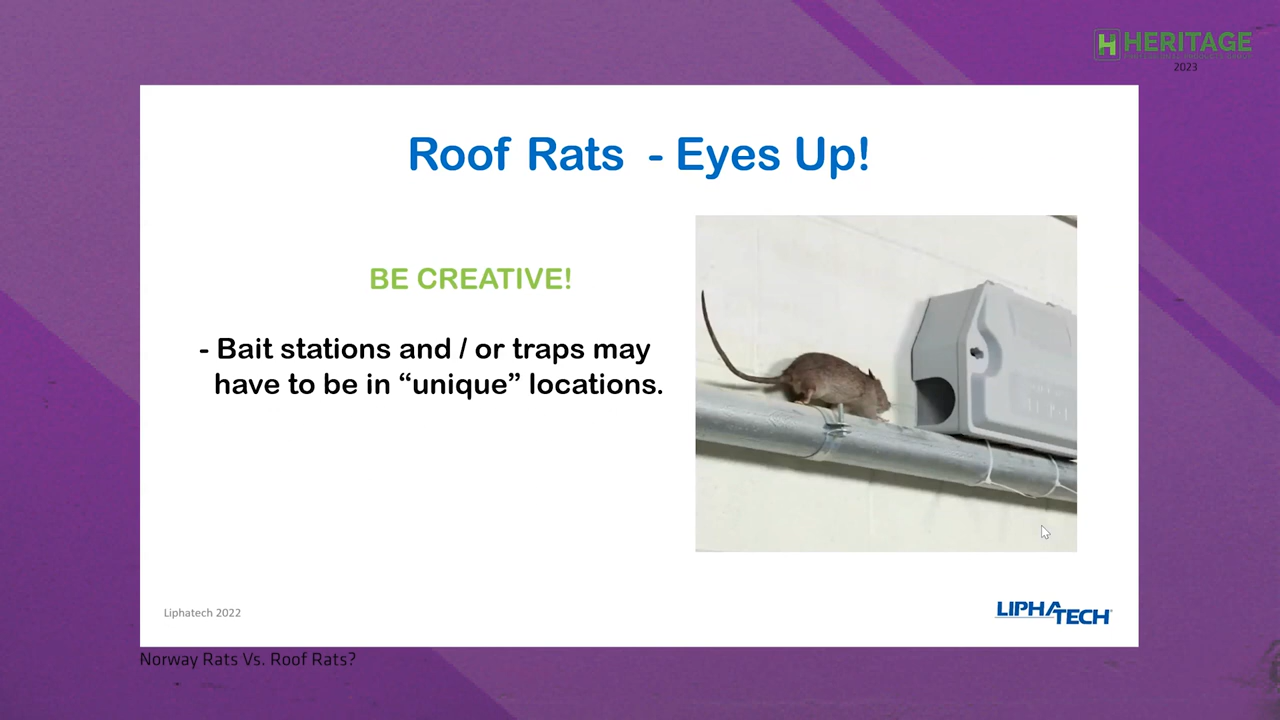 HERITAGE
2023
Roof Rats - Eyes Up!
BE CREATIVE!
- Bait stations and / or traps may
have to be in “unique” locations.
Liphatech 2022
LIPHATECH
Norway Rats Vs. Roof Rats?